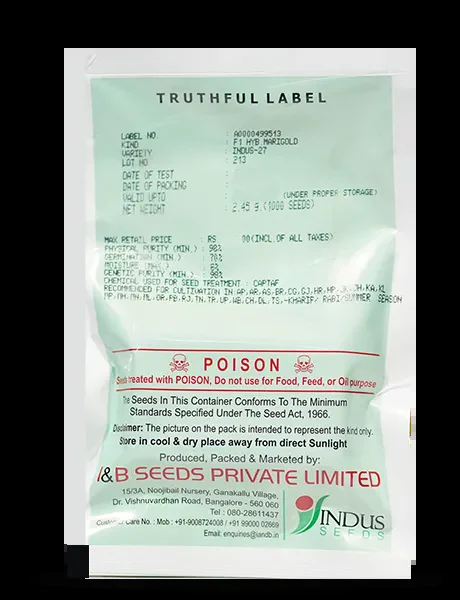 TRUTHFUL LABEL
LABEL NO. : A0000499513
KIND : F1 HYB MARIGOLD
VARIETY : INDUS-27
LOT NO : 213
DATE OF TEST :
DATE OF PACKING :
VALID UPTO : (UNDER PROPER STORAGE)
NET WEIGHT : 2.45 g.(1000 SEEDS)
MAX RETAIL PRICE : RS 00(INCL.OF ALL TAXES)
PHYSICAL PURITY (MIN.) : 98%
GERMINATION (MIN.) : 70%
MOISTURE (MAX.) :
GENETIC PURITY (MIN.) : 90%
CHEMICAL USED FOR SEED TREATMENT : CAPTAF
RECOMMENDED FOR CULTIVATION IN AP,AR,AS,BR,CG,GJ,HR,HP,JK,JH,KA,KL
MP,MH,MN,ML,OR,PB,RJ,TN,TR,UP,WB,CH,DL,TS,-KHARIF/ RABI/SUMMER SEASON
POISON
Seeds treated with POISON, Do not use for Food, Feed, or Oil purpose
The Seeds In This Container Conforms To The Minimum
Standards Specified Under The Seed Act, 1966.
Disclaimer: The picture on the pack is intended to represent the kind only.
Store in cool & dry place away from direct Sunlight
Produced, Packed & Marketed by:
I&B SEEDS PRIVATE LIMITED
15/3A, Noojibail Nursery, Ganakallu Village,
Dr. Vishnuvardhan Road, Bangalore - 560 060
Tel : 080-28611437
Customer Care No. : Mob : +91-9008724008 / +91 99000 02669
Email: enquiries@iandb.in
INDUS
SEEDS